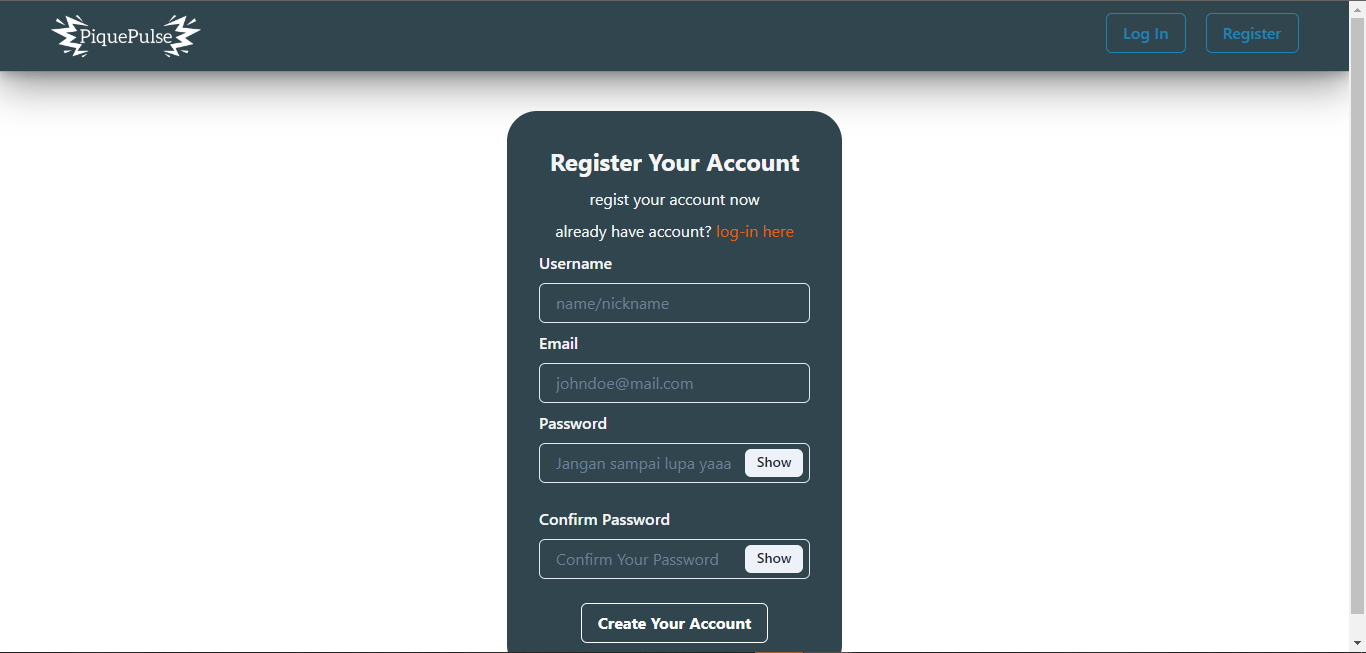 PiquePulse
Log In
Register
Register Your Account
regist your account now
already have account? log-in here
Username
name/nickname
Email
johndoe@mail.com
Password
Jangan sampai lupa yaaa
Show
Confirm Password
Confirm Your Password
Show
Create Your Account